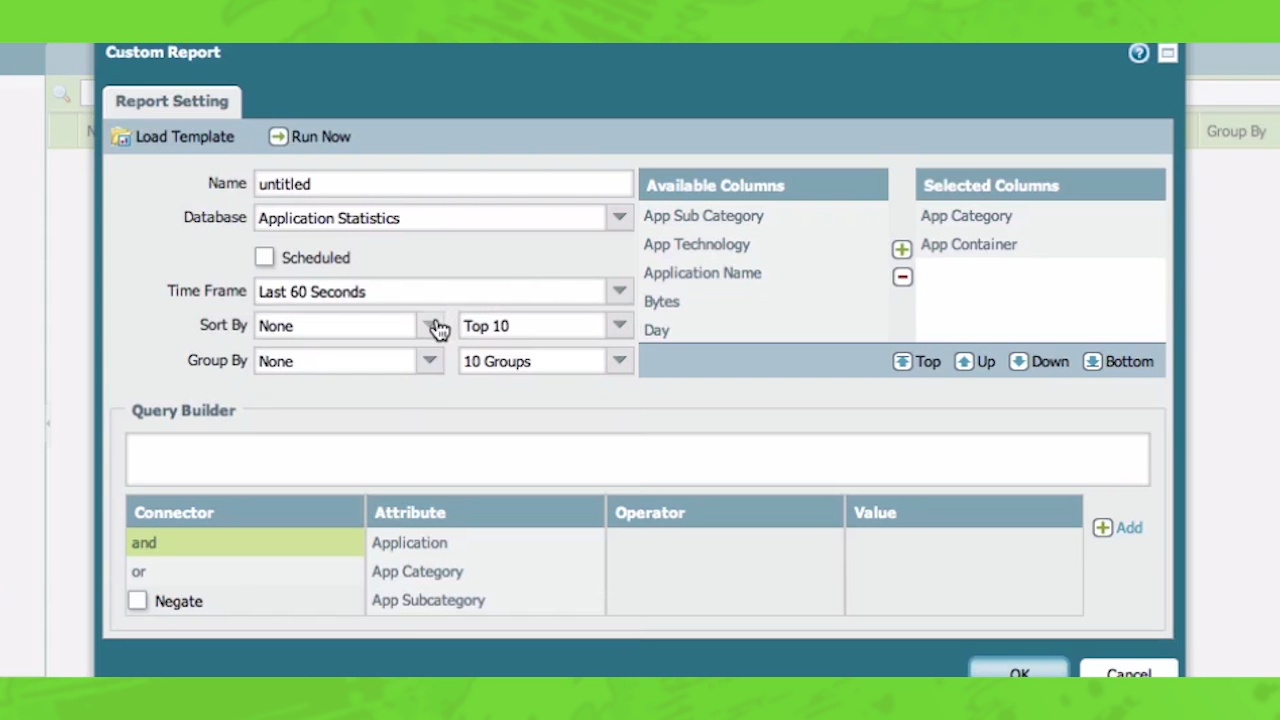 Custom Report
Report Setting
Load Template Run Now
Group By
Name untitled
Database Application Statistics
Scheduled
Time Frame Last 60 Seconds
Sort By None Top 10
Group By None 10 Groups
Available Columns
App Sub Category
App Technology
Application Name
Bytes
Day
Selected Columns
App Category
App Container
Top Up Down Bottom
Query Builder
Connector Attribute Operator Value
and Application
or App Category
Negate App Subcategory
Add
OK Cancel